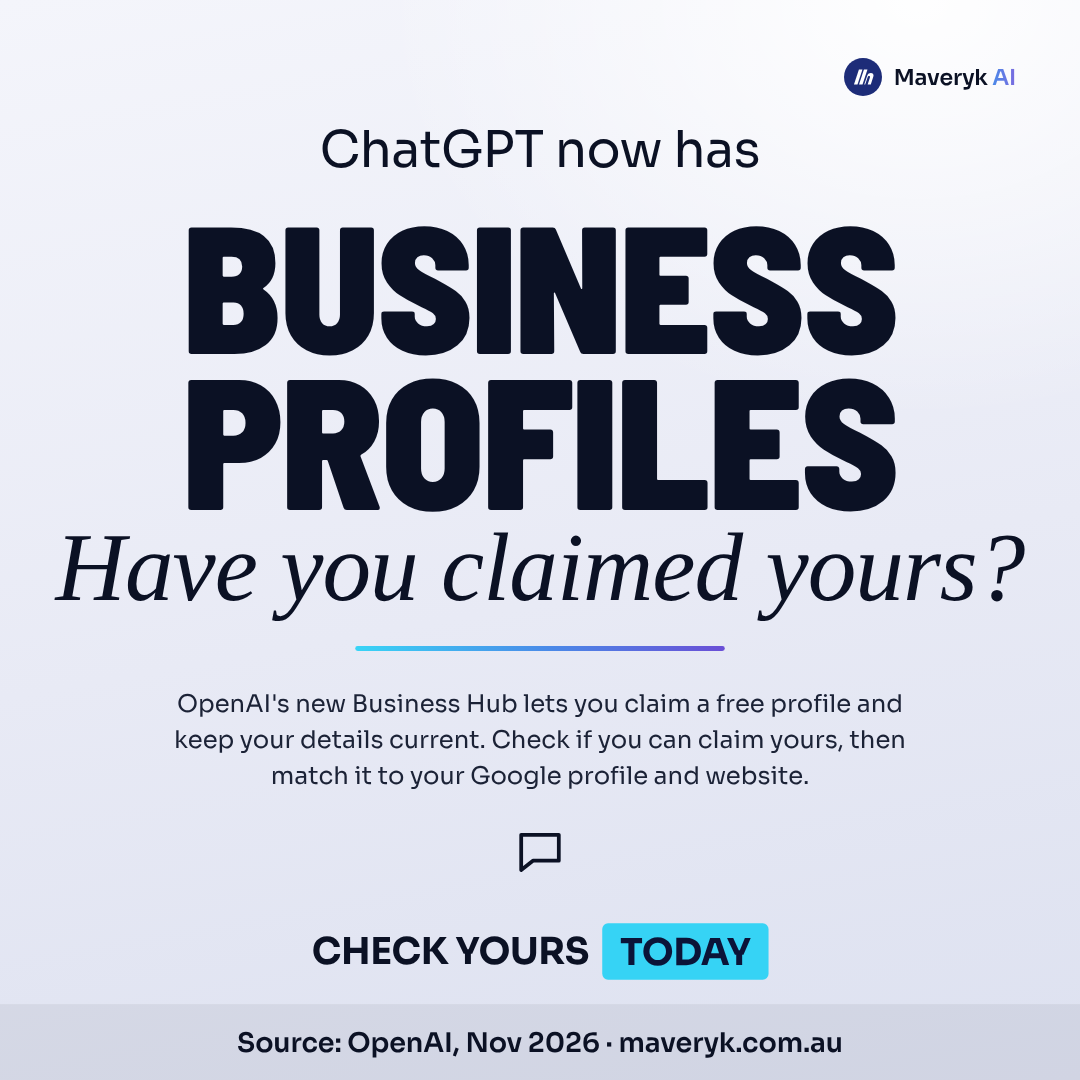 Maveryk AI
ChatGPT now has
BUSINESS
PROFILES
Have you claimed yours?
OpenAI's new Business Hub lets you claim a free profile and
keep your details current. Check if you can claim yours, then
match it to your Google profile and website.
CHECK YOURS TODAY
Source: OpenAI, Nov 2026 · maveryk.com.au